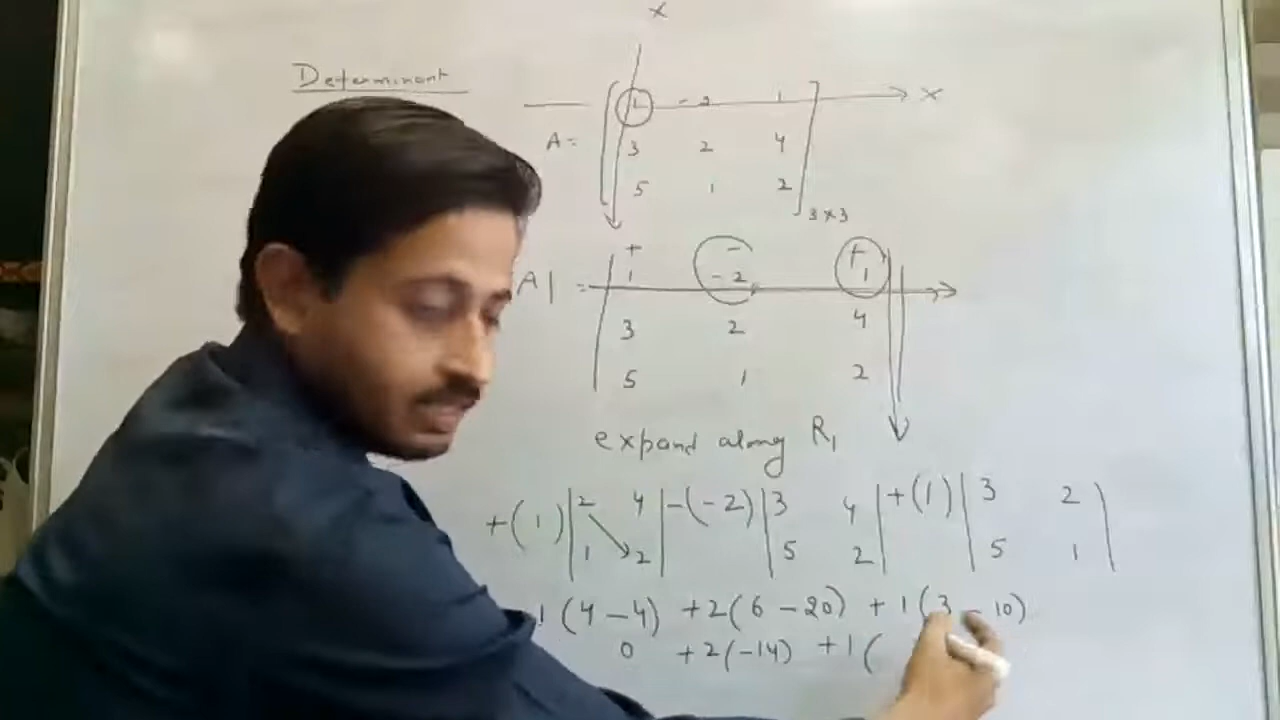 x
Determinant
1 -2 1 x
A= 3 2 4
5 1 2
3×3
+ - +
A| = 1 -2 1
3 2 4
5 1 2
expand along R1
+(1)|2 4|-(-2)|3 4|+(1)|3 2|
1 2 5 2 5 1
1(4-4) +2(6-20) +1(3-10)
0 +2(-14) +1(